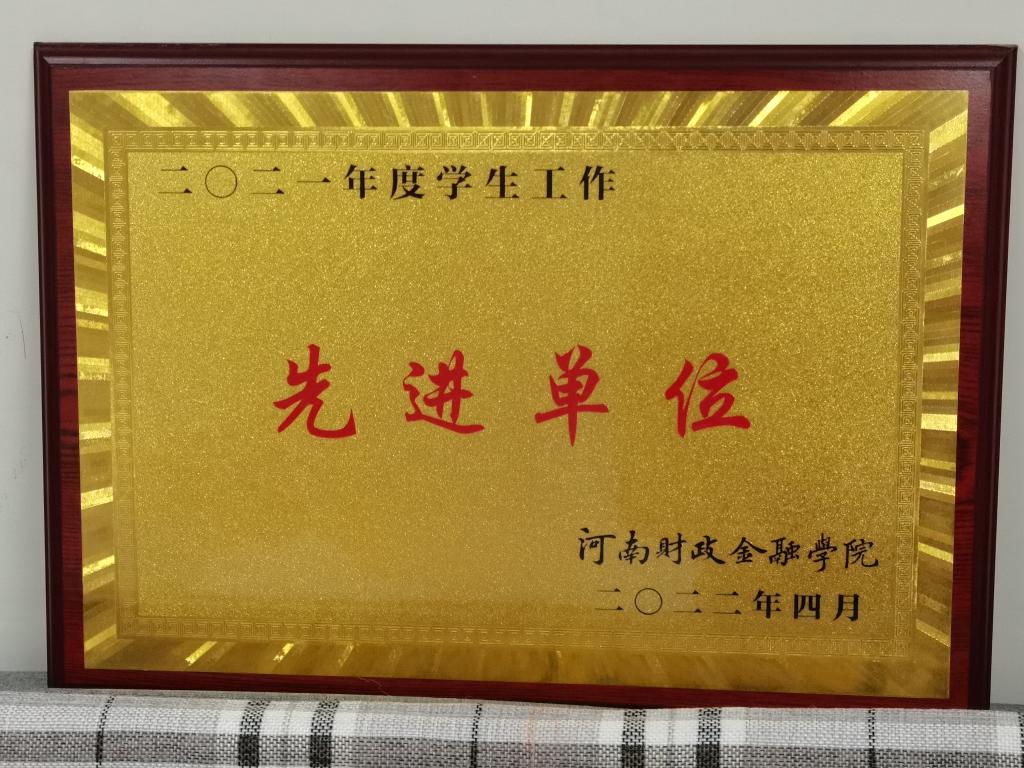 二〇二一年度学生工作
先进单位
河南财政金融學院
二〇二二年四月